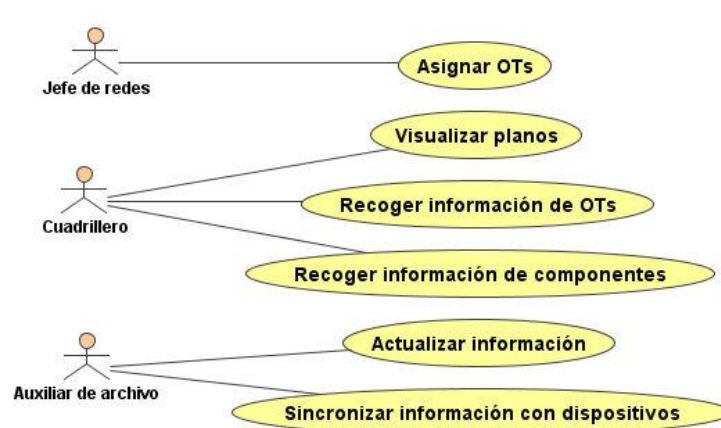 Jefe de redes
Asignar OTs
Visualizar planos
Cuadrillero
Recoger información de OTs
Recoger información de componentes
Auxiliar de archivo
Actualizar información
Sincronizar información con dispositivos